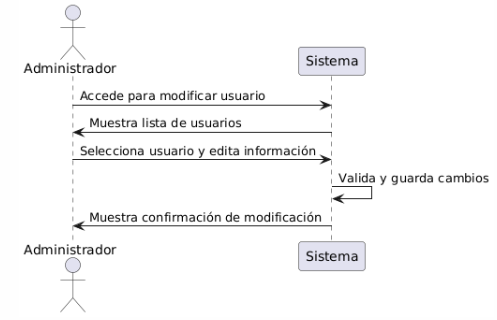 Administrador
Sistema
Accede para modificar usuario
Muestra lista de usuarios
Selecciona usuario y edita información
Valida y guarda cambios
Muestra confirmación de modificación
Administrador
Sistema